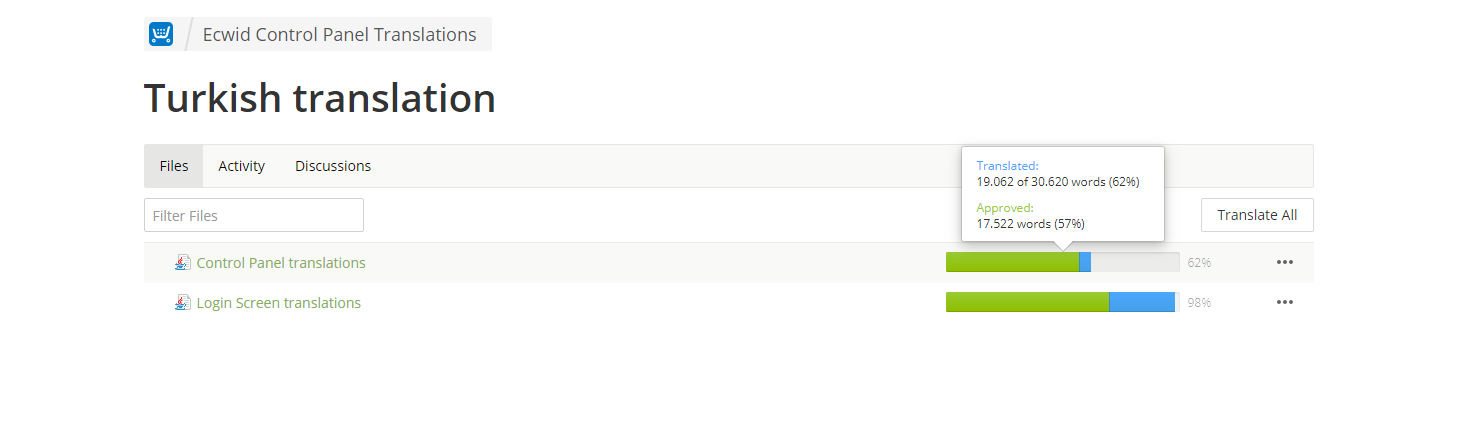 Ecwid Control Panel Translations
Turkish translation
Files Activity Discussions
Translated:
19.062 of 30.620 words (62%)
Approved:
17.522 words (57%)
Filter Files
Translate All
Control Panel translations 62%
Login Screen translations 98%